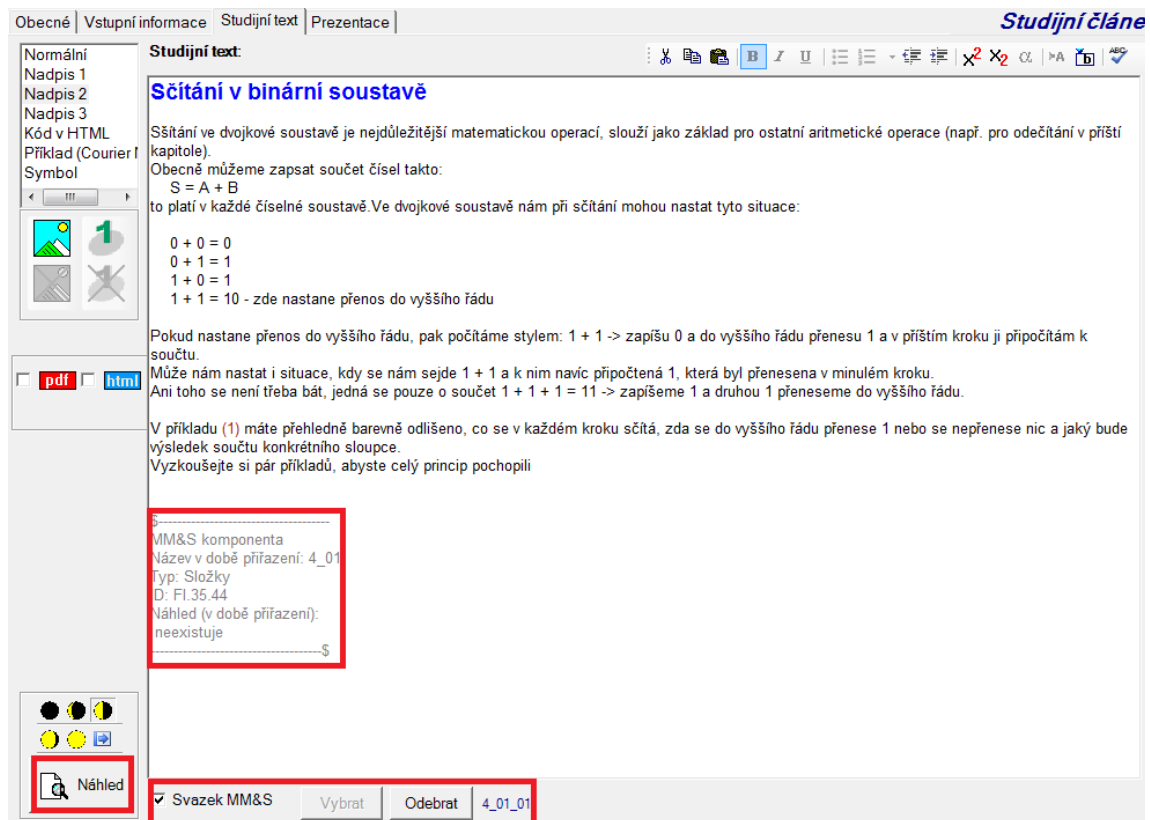 Obecné Vstupní informace Studijní text Prezentace Studijní článe
Normální
Nadpis 1
Nadpis 2
Nadpis 3
Kód v HTML
Příklad (Courier N
Symbol
pdf html
Náhled
Studijní text:
B I U x² X₂ α A b ABC
Sčítání v binární soustavě
Sšítání ve dvojkové soustavě je nejdůležitější matematickou operací, slouží jako základ pro ostatní aritmetické operace (např. pro odečítání v příští
kapitole).
Obecně můžeme zapsat součet čísel takto:
S = A + B
to platí v každé číselné soustavě.Ve dvojkové soustavě nám při sčítání mohou nastat tyto situace:
0 + 0 = 0
0 + 1 = 1
1 + 0 = 1
1 + 1 = 10 - zde nastane přenos do vyššího řádu
Pokud nastane přenos do vyššího řádu, pak počítáme stylem: 1 + 1 -> zapíšu 0 a do vyššího řádu přenesu 1 a v příštím kroku ji připočítám k
součtu.
Může nám nastat i situace, kdy se nám sejde 1 + 1 a k nim navíc připočtená 1, která byl přenesena v minulém kroku.
Ani toho se není třeba bát, jedná se pouze o součet 1 + 1 + 1 = 11 -> zapíšeme 1 a druhou 1 přeneseme do vyššího řádu.
V příkladu (1) máte přehledně barevně odlišeno, co se v každém kroku sčítá, zda se do vyššího řádu přenese 1 nebo se nepřenese nic a jaký bude
výsledek součtu konkrétního sloupce.
Vyzkoušejte si pár příkladů, abyste celý princip pochopili
$-------------------------------------
MM&S komponenta
Název v době přiřazení: 4_01
Typ: Složky
ID: FI.35.44
Náhled (v době přiřazení):
neexistuje
-------------------------------------$
Svazek MM&S Vybrat Odebrat 4_01_01